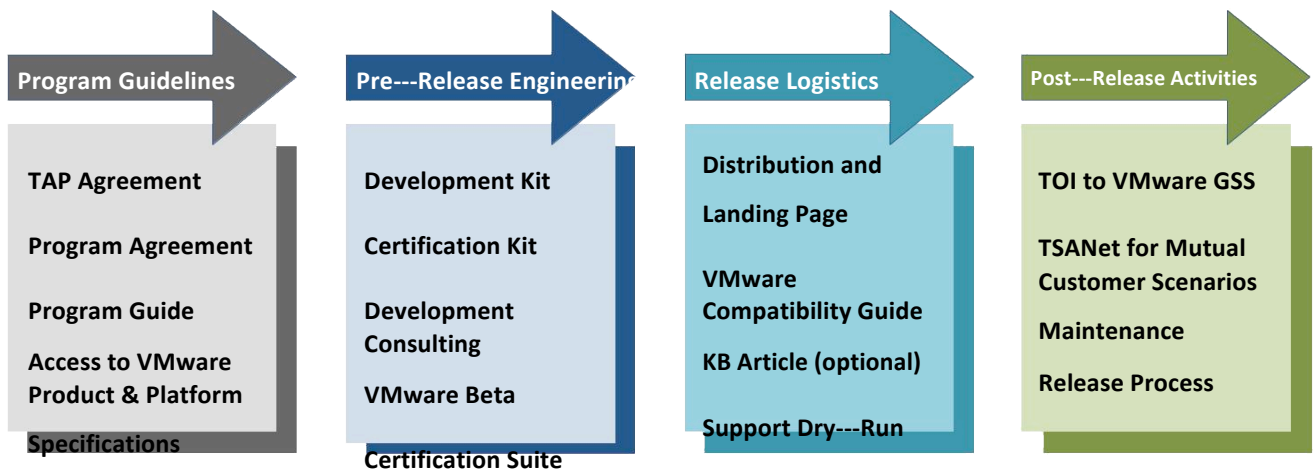 Program Guidelines
TAP Agreement
Program Agreement
Program Guide
Access to VMware
Product & Platform
Specifications
Pre---Release Engineering
Development Kit
Certification Kit
Development
Consulting
VMware Beta
Certification Suite
Release Logistics
Distribution and
Landing Page
VMware
Compatibility Guide
KB Article (optional)
Support Dry---Run
Post---Release Activities
TOI to VMware GSS
TSANet for Mutual
Customer Scenarios
Maintenance
Release Process